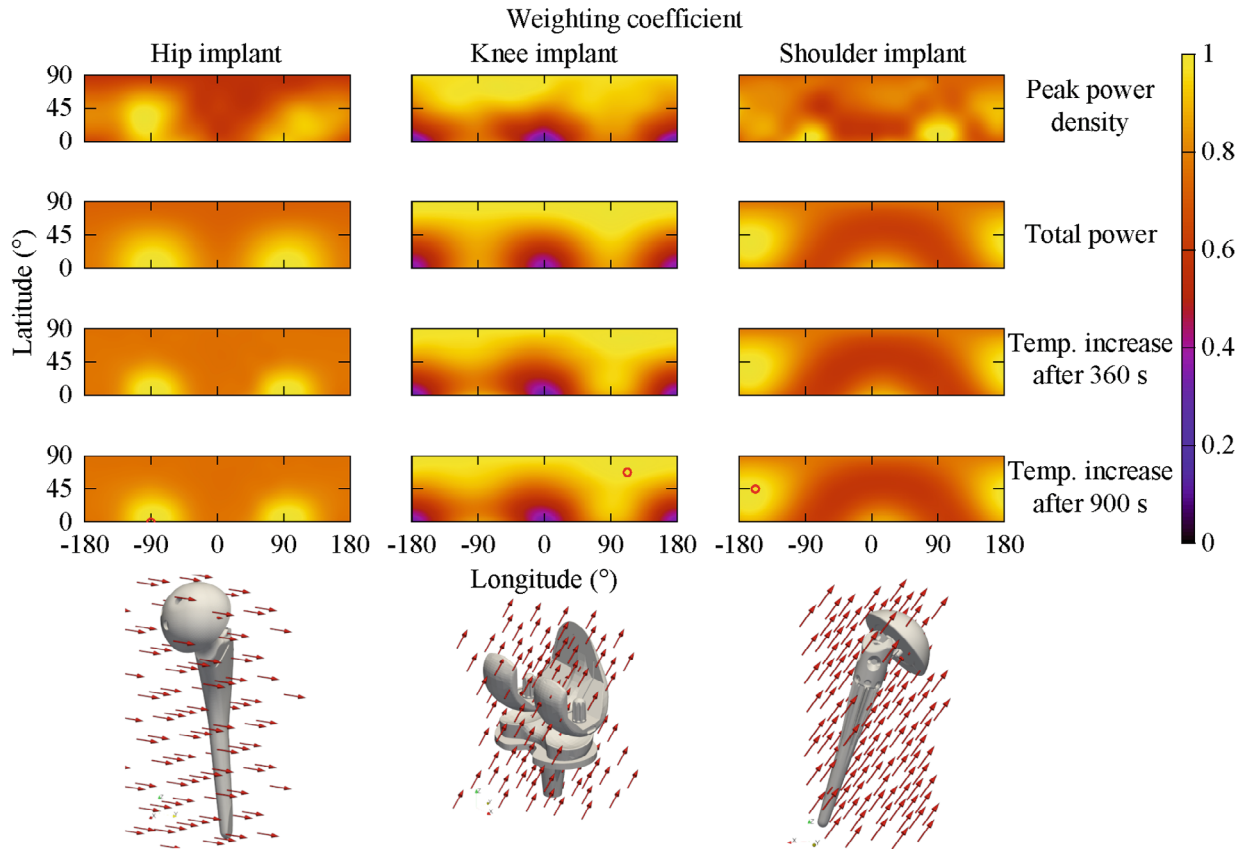 Weighting coefficient
Hip implant Knee implant Shoulder implant
90 1
45 Peak power
0 density
0.8
90
45 Total power
0 0.6
Latitude (°)
90
45 Temp. increase
0 after 360 s 0.4
90 0.2
45 Temp. increase
0 after 900 s
-180 -90 0 90 180 -180 -90 0 90 180 -180 -90 0 90 180 0
Longitude (°)